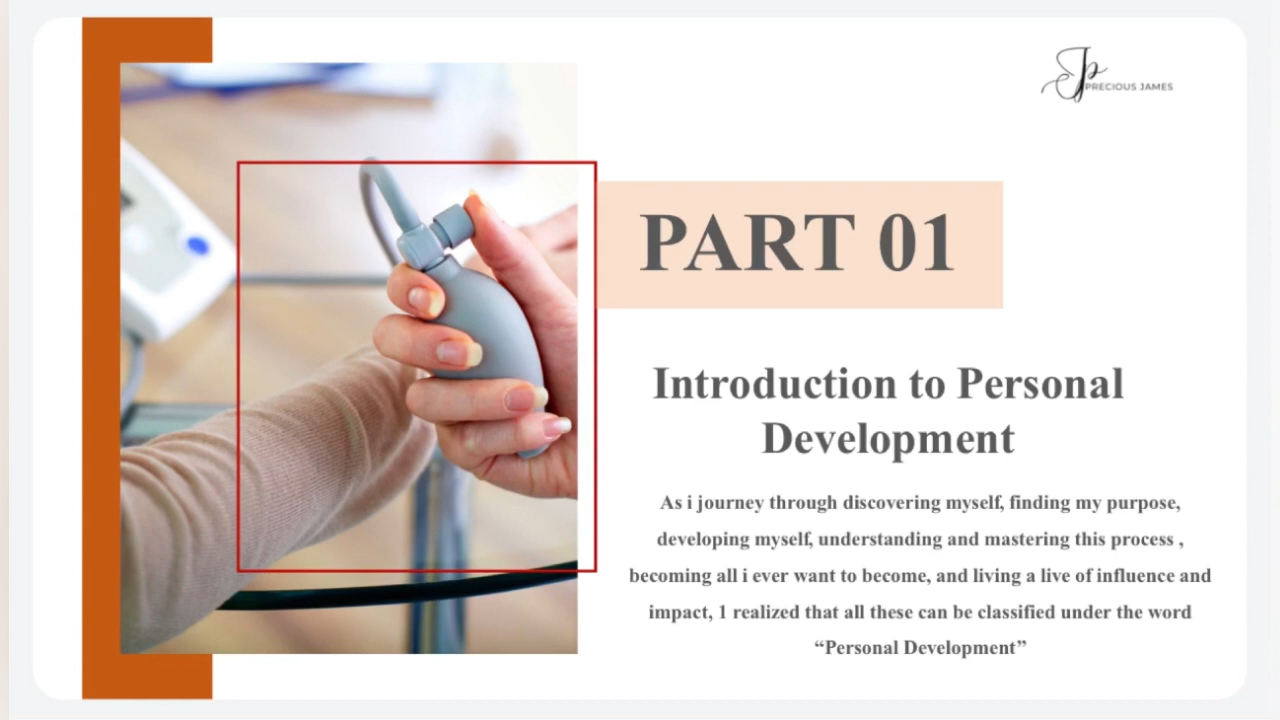 Jp
PRECIOUS JAMES
PART 01
Introduction to Personal
Development
As i journey through discovering myself, finding my purpose,
developing myself, understanding and mastering this process ,
becoming all i ever want to become, and living a live of influence and
impact, 1 realized that all these can be classified under the word
“Personal Development”